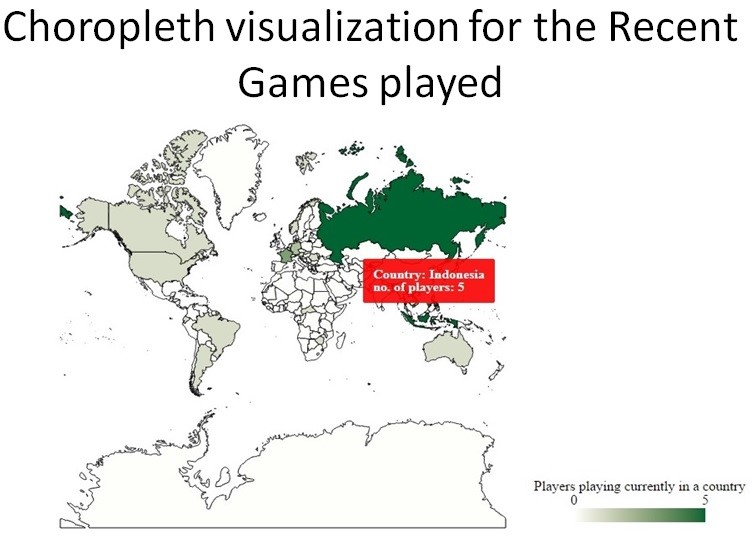 Choropleth visualization for the Recent
Games played
Country: Indonesia
no. of players: 5
Players playing currently in a country
0 5